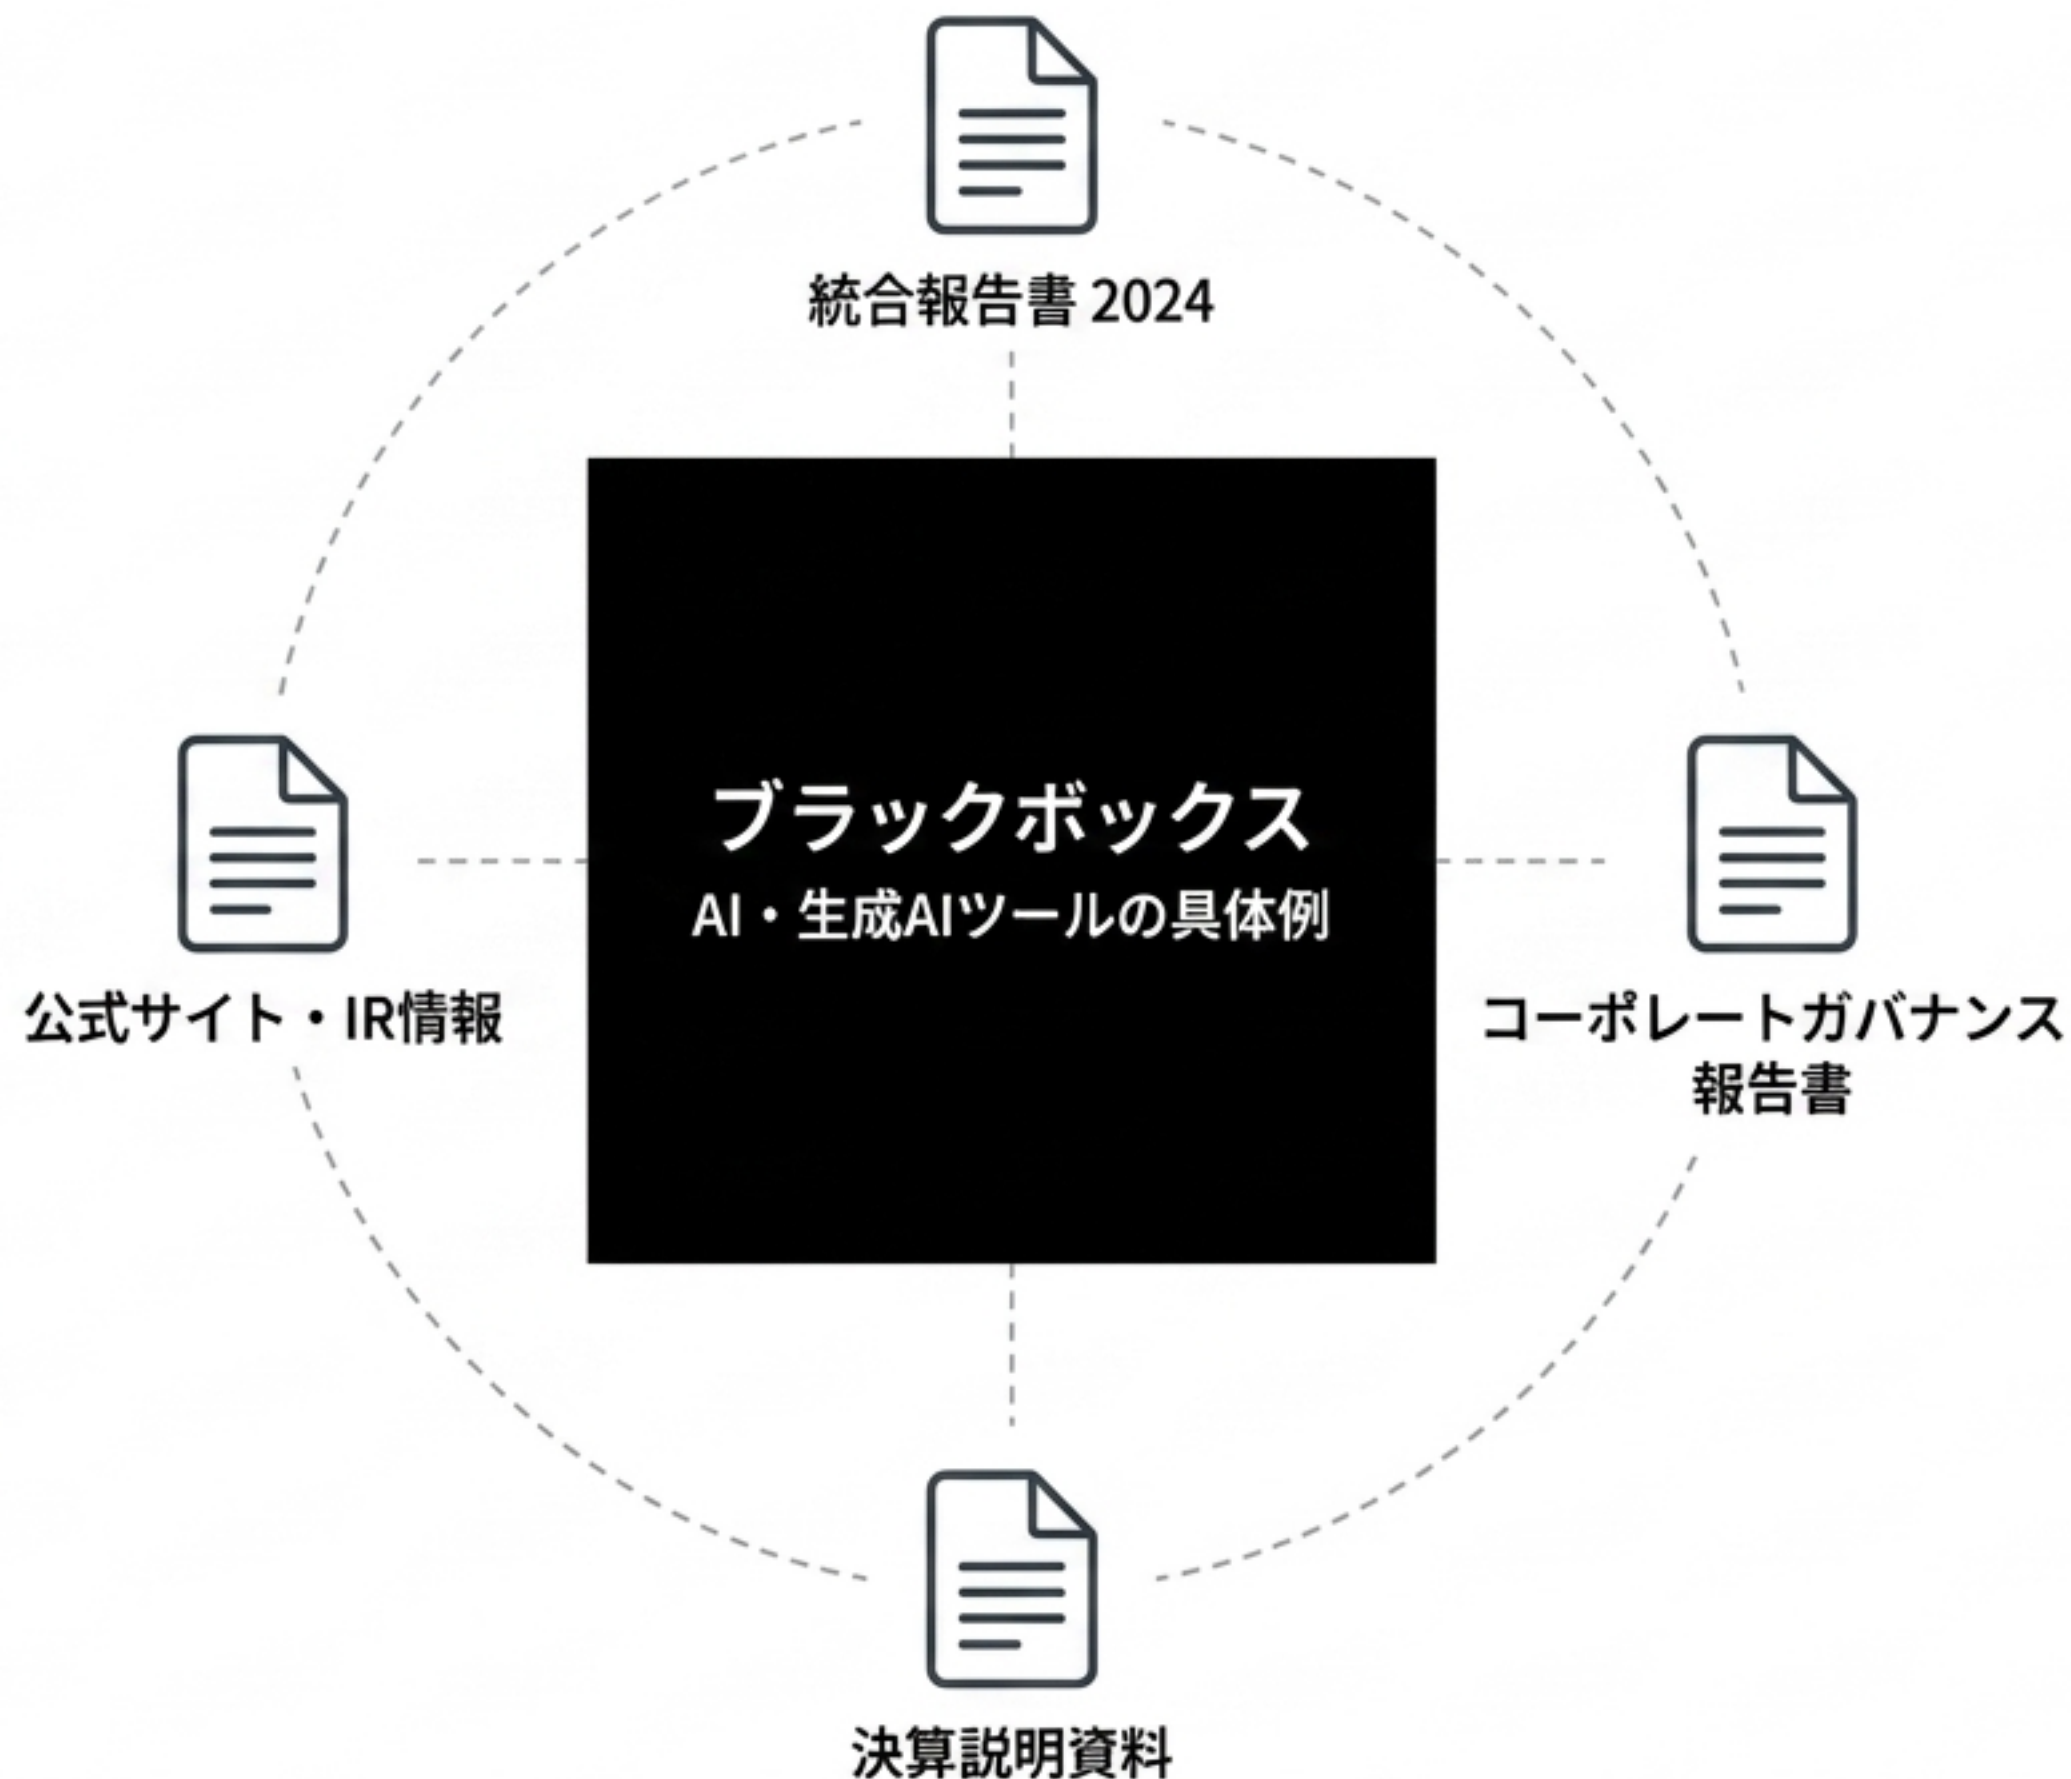 統合報告書 2024
ブラックボックス
AI・生成AIツールの具体例
公式サイト・IR情報
コーポレートガバナンス
報告書
決算説明資料